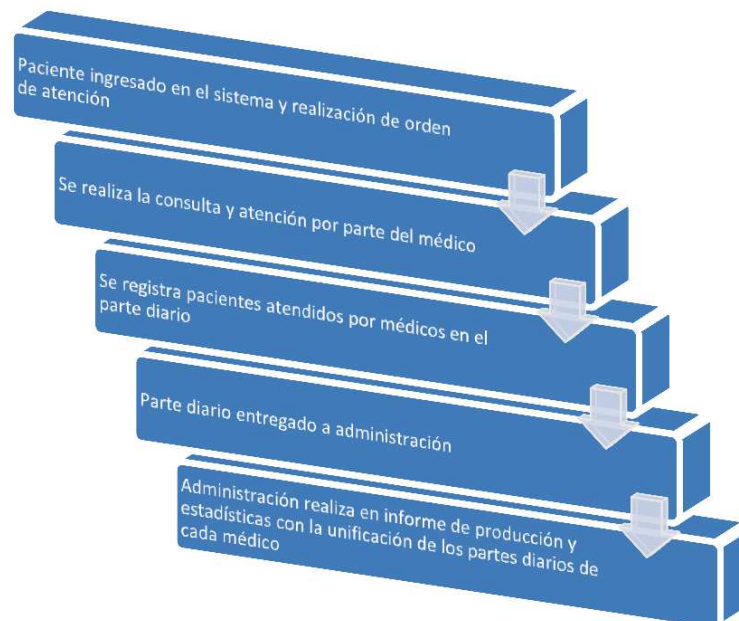 Paciente ingresado en el sistema y realización de orden
de atención
Se realiza la consulta y atención por parte del médico
Se registra pacientes atendidos por médicos en el
parte diario
Parte diario entregado a administración
Administración realiza en informe de producción y
estadísticas con la unificación de los partes diarios de
cada médico